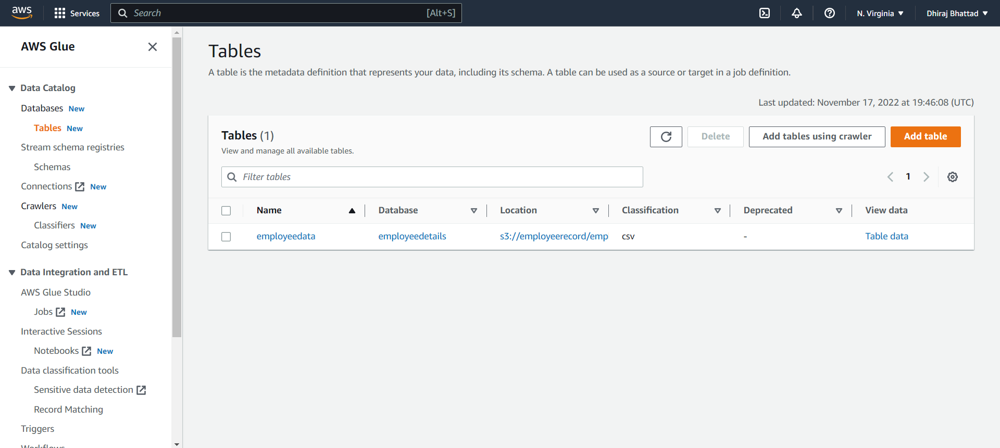 aws Services Search [Alt+S] N. Virginia Dhiraj Bhattad
AWS Glue
Data Catalog
Databases New
Tables New
Stream schema registries
Schemas
Connections New
Crawlers New
Classifiers New
Catalog settings
Data Integration and ETL
AWS Glue Studio
Jobs New
Interactive Sessions
Notebooks New
Data classification tools
Sensitive data detection
Record Matching
Triggers
Workflows
Tables
A table is the metadata definition that represents your data, including its schema. A table can be used as a source or target in a job definition.
Last updated: November 17, 2022 at 19:46:08 (UTC)
Tables (1)
View and manage all available tables.
Delete Add tables using crawler Add table
Filter tables
1
Name Database Location Classification Deprecated View data
employeedata employeedetails s3://employeerecord/emp csv - Table data